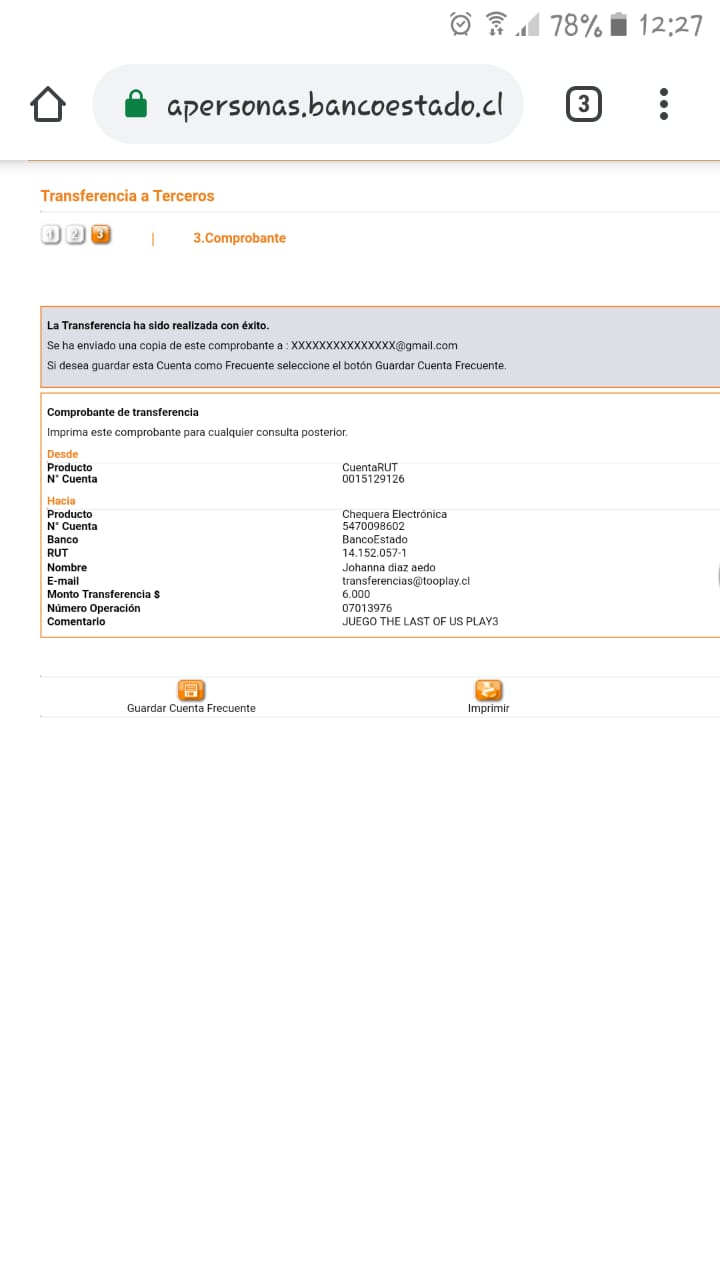 78% 12:27
apersonas.bancoestado.cl 3
Transferencia a Terceros
1 2 3 | 3.Comprobante
La Transferencia ha sido realizada con éxito.
Se ha enviado una copia de este comprobante a : XXXXXXXXXXXXXXX@gmail.com
Si desea guardar esta Cuenta como Frecuente seleccione el botón Guardar Cuenta Frecuente.
Comprobante de transferencia
Imprima este comprobante para cualquier consulta posterior.
Desde
Producto CuentaRUT
N° Cuenta 0015129126
Hacia
Producto Chequera Electrónica
N° Cuenta 5470098602
Banco BancoEstado
RUT 14.152.057-1
Nombre Johanna diaz aedo
E-mail transferencias@tooplay.cl
Monto Transferencia $ 6.000
Número Operación 07013976
Comentario JUEGO THE LAST OF US PLAY3
Guardar Cuenta Frecuente Imprimir